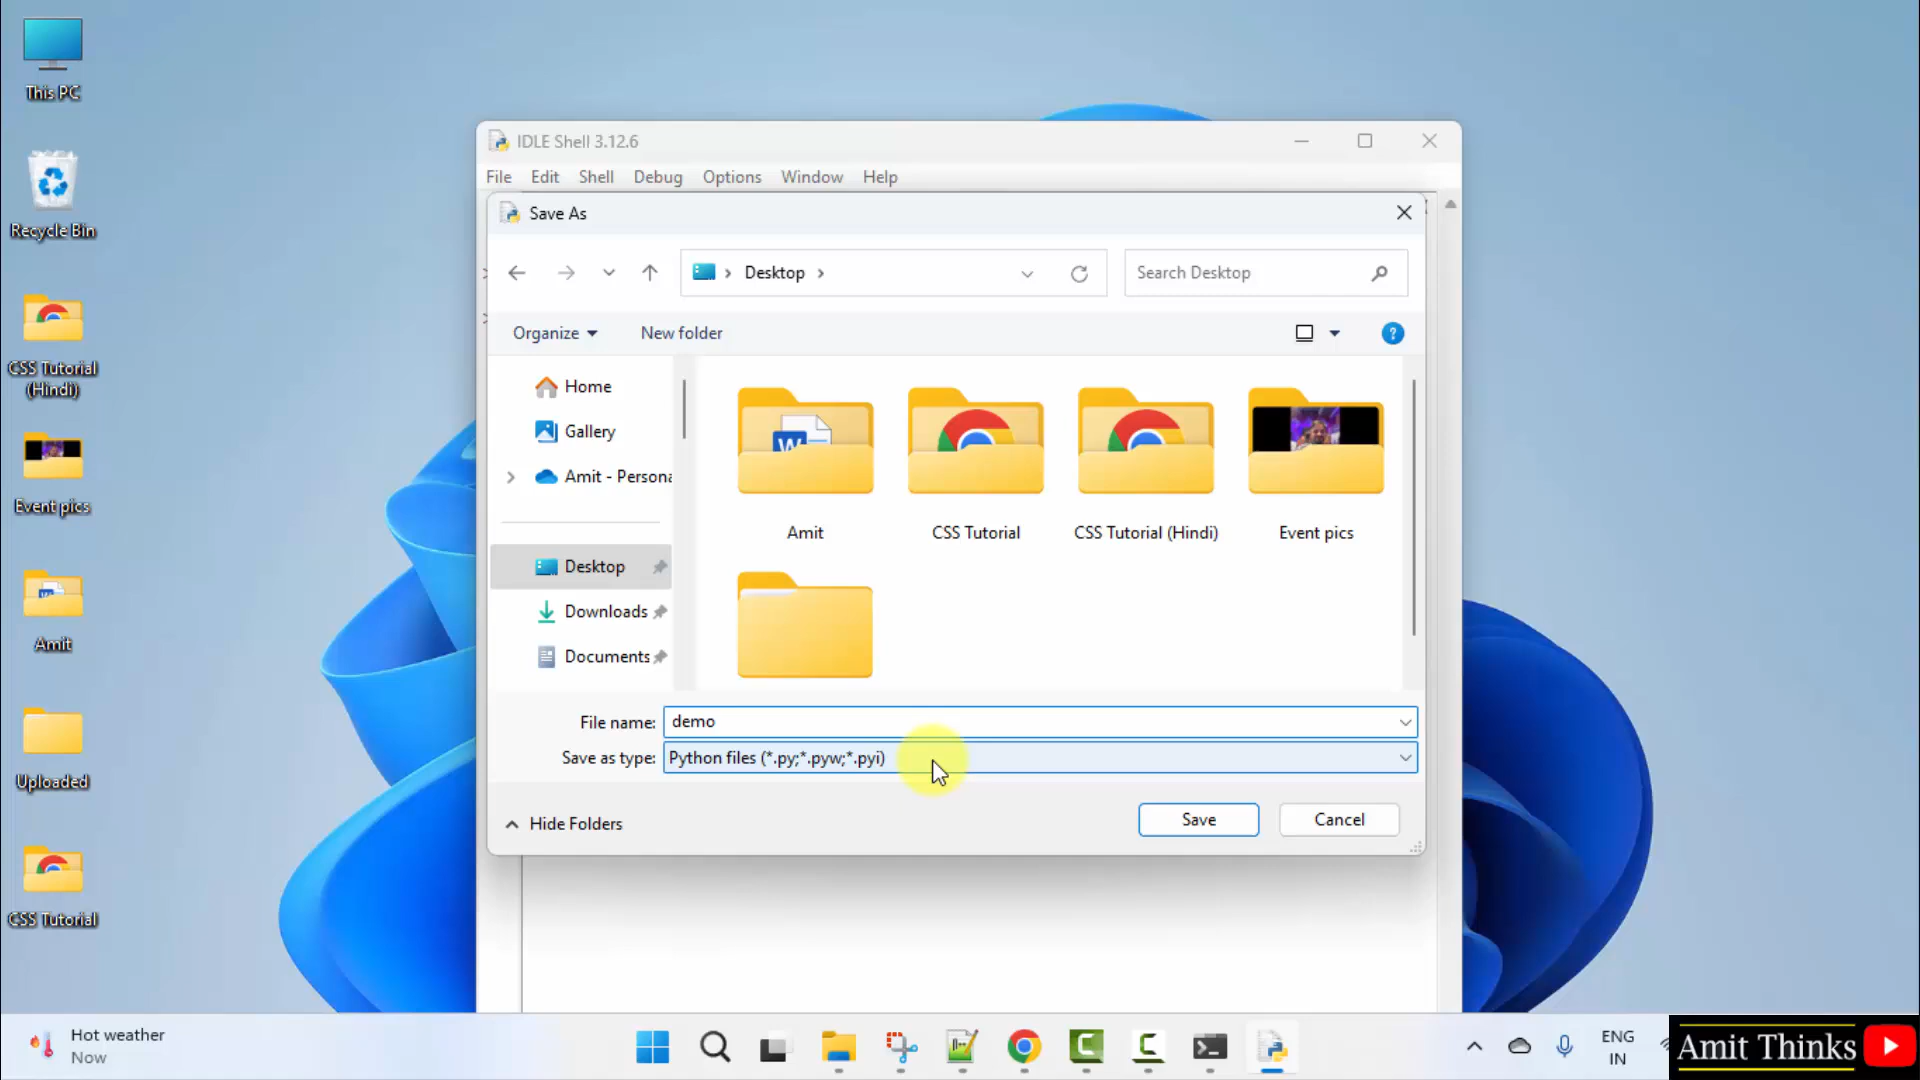 This PC
Recycle Bin
CSS Tutorial
(Hindi)
Event pics
Amit
Uploaded
CSS Tutorial
IDLE Shell 3.12.6
File Edit Shell Debug Options Window Help
Save As
Desktop
Search Desktop
Organize
New folder
Home
Gallery
Amit - Persona
Desktop
Downloads
Documents
Amit
CSS Tutorial
CSS Tutorial (Hindi)
Event pics
File name: demo
Save as type: Python files (*.py;*.pyw;*.pyi)
Hide Folders
Save
Cancel
Hot weather
Now
ENG
IN
Amit Thinks